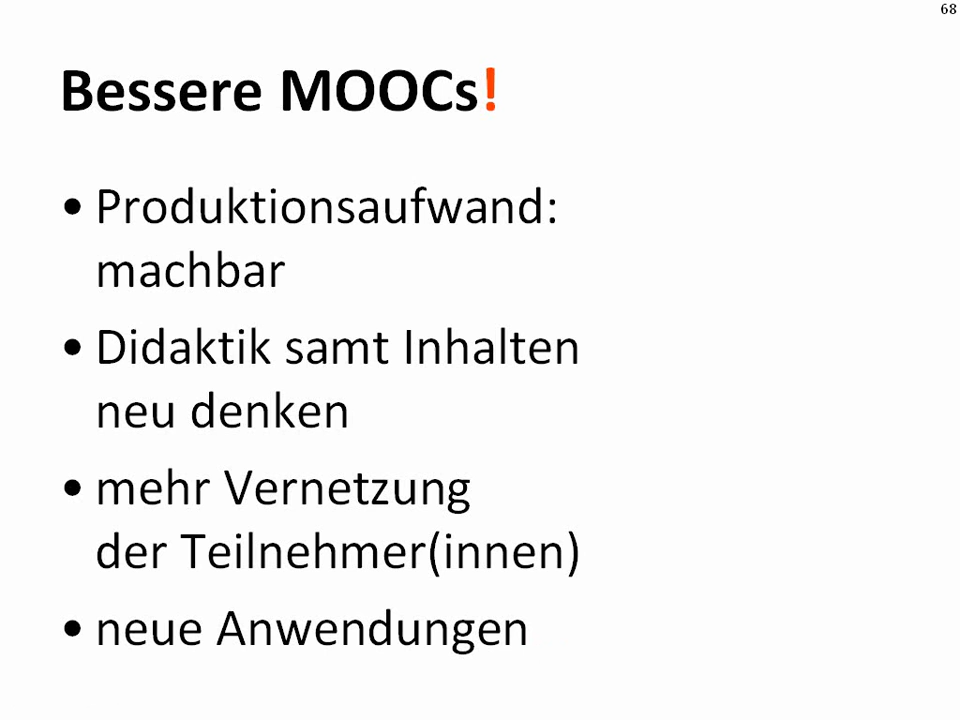 68
Bessere MOOCs!
• Produktionsaufwand:
machbar
• Didaktik samt Inhalten
neu denken
• mehr Vernetzung
der Teilnehmer(innen)
• neue Anwendungen